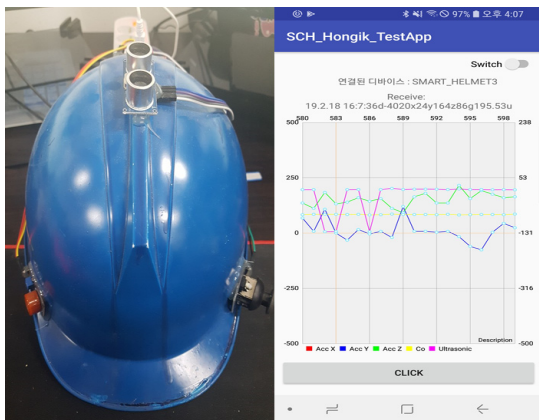 97% 오후 4:07
SCH_Hongik_TestApp
Switch
연결된 디바이스 : SMART_HELMET3
Receive:
19.2.18 16:7:36d-4020x24y164z86g195.53u
580 583 586 589 592 595 598
500 238
250 53
0 -131
-250 -316
-500 -500
Description
Acc X Acc Y Acc Z Co Ultrasonic
CLICK